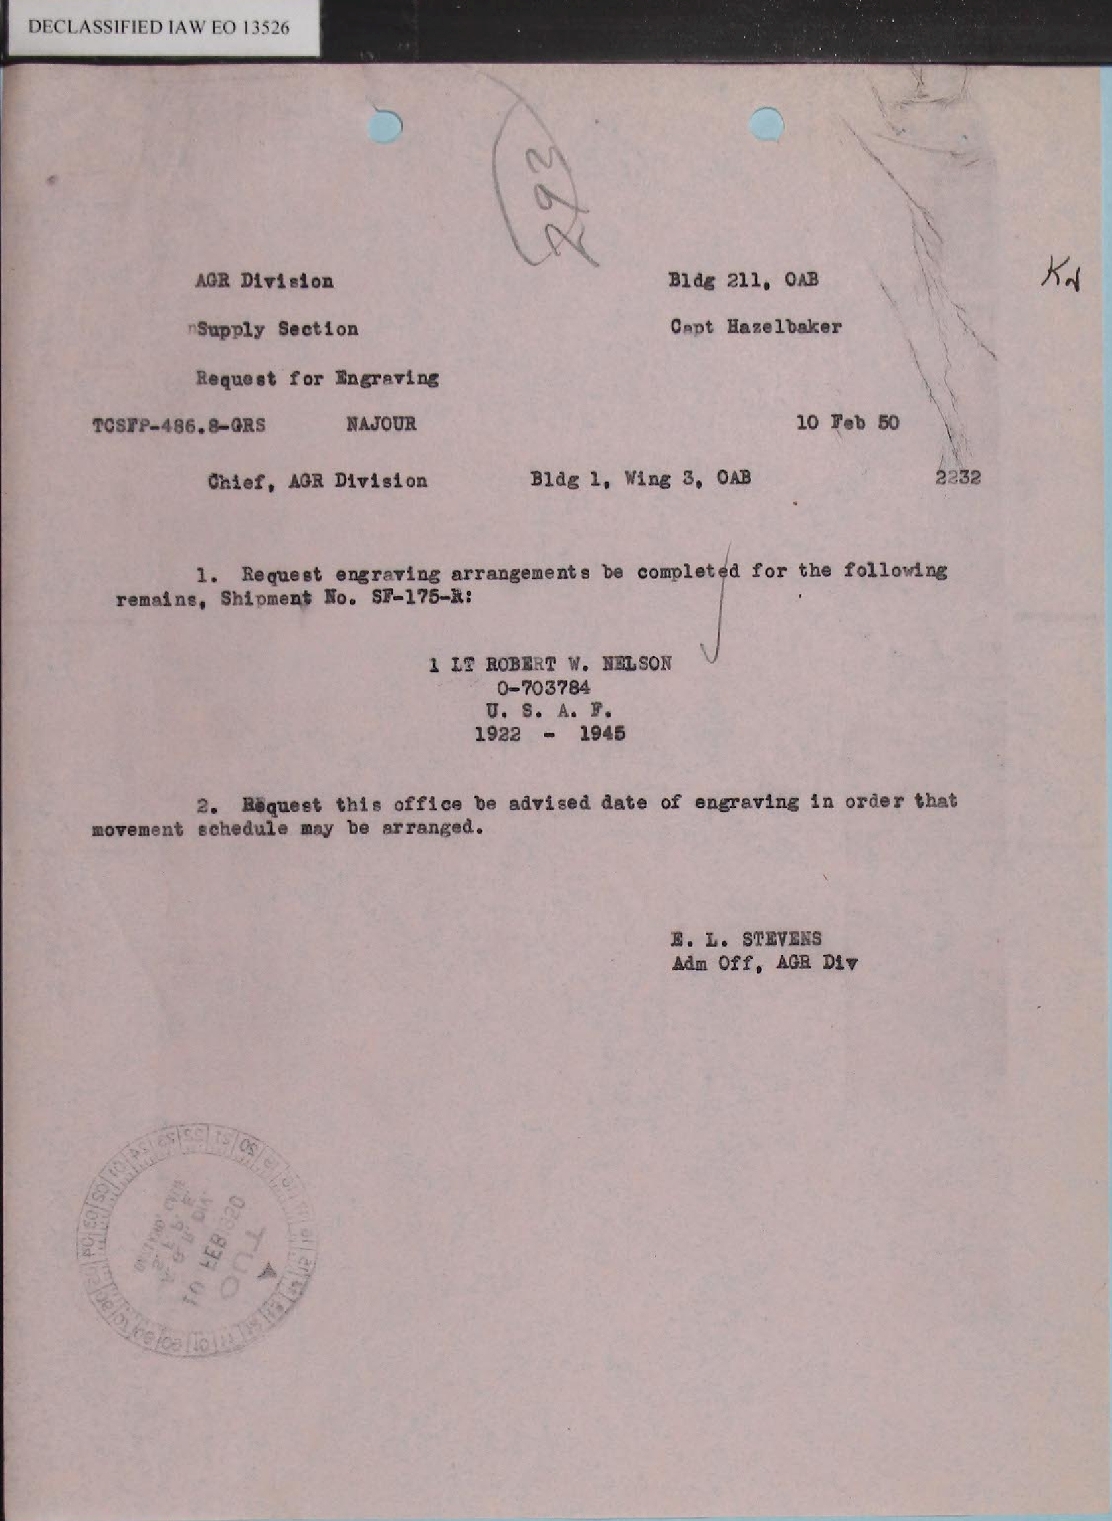 DECLASSIFIED IAW EO 13526
293
AGR Division Bldg 211, OAB
Supply Section Capt Hazelbaker
Request for Engraving
TCSFP-486.8-GRS NAJOUR 10 Feb 50
Chief, AGR Division Bldg 1, Wing 3, OAB 2232
1. Request engraving arrangements be completed for the following
remains, Shipment No. SF-175-R:
1 LT ROBERT W. NELSON
O-703784
U. S. A. F.
1922 - 1945
2. Request this office be advised date of engraving in order that
movement schedule may be arranged.
E. L. STEVENS
Adm Off, AGR Div
10 FEB
OUT